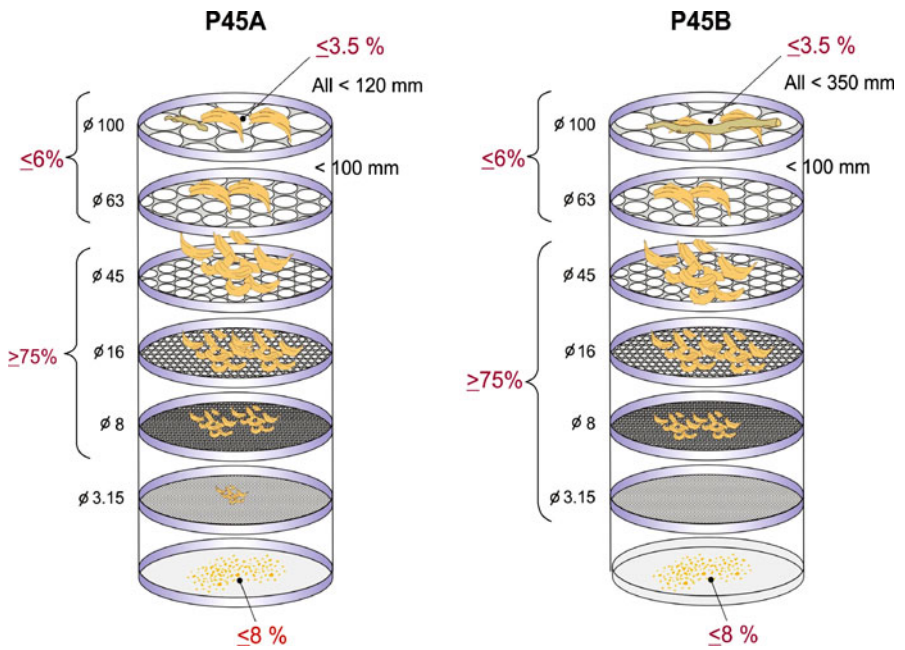 P45A
≤3.5 %
All < 120 mm
ø 100
≤6%
< 100 mm
ø 63
ø 45
≥75%
ø 16
ø 8
ø 3.15
≤8 %
P45B
≤3.5 %
All < 350 mm
ø 100
≤6%
< 100 mm
ø 63
ø 45
ø 16
≥75%
ø 8
ø 3.15
≤8 %